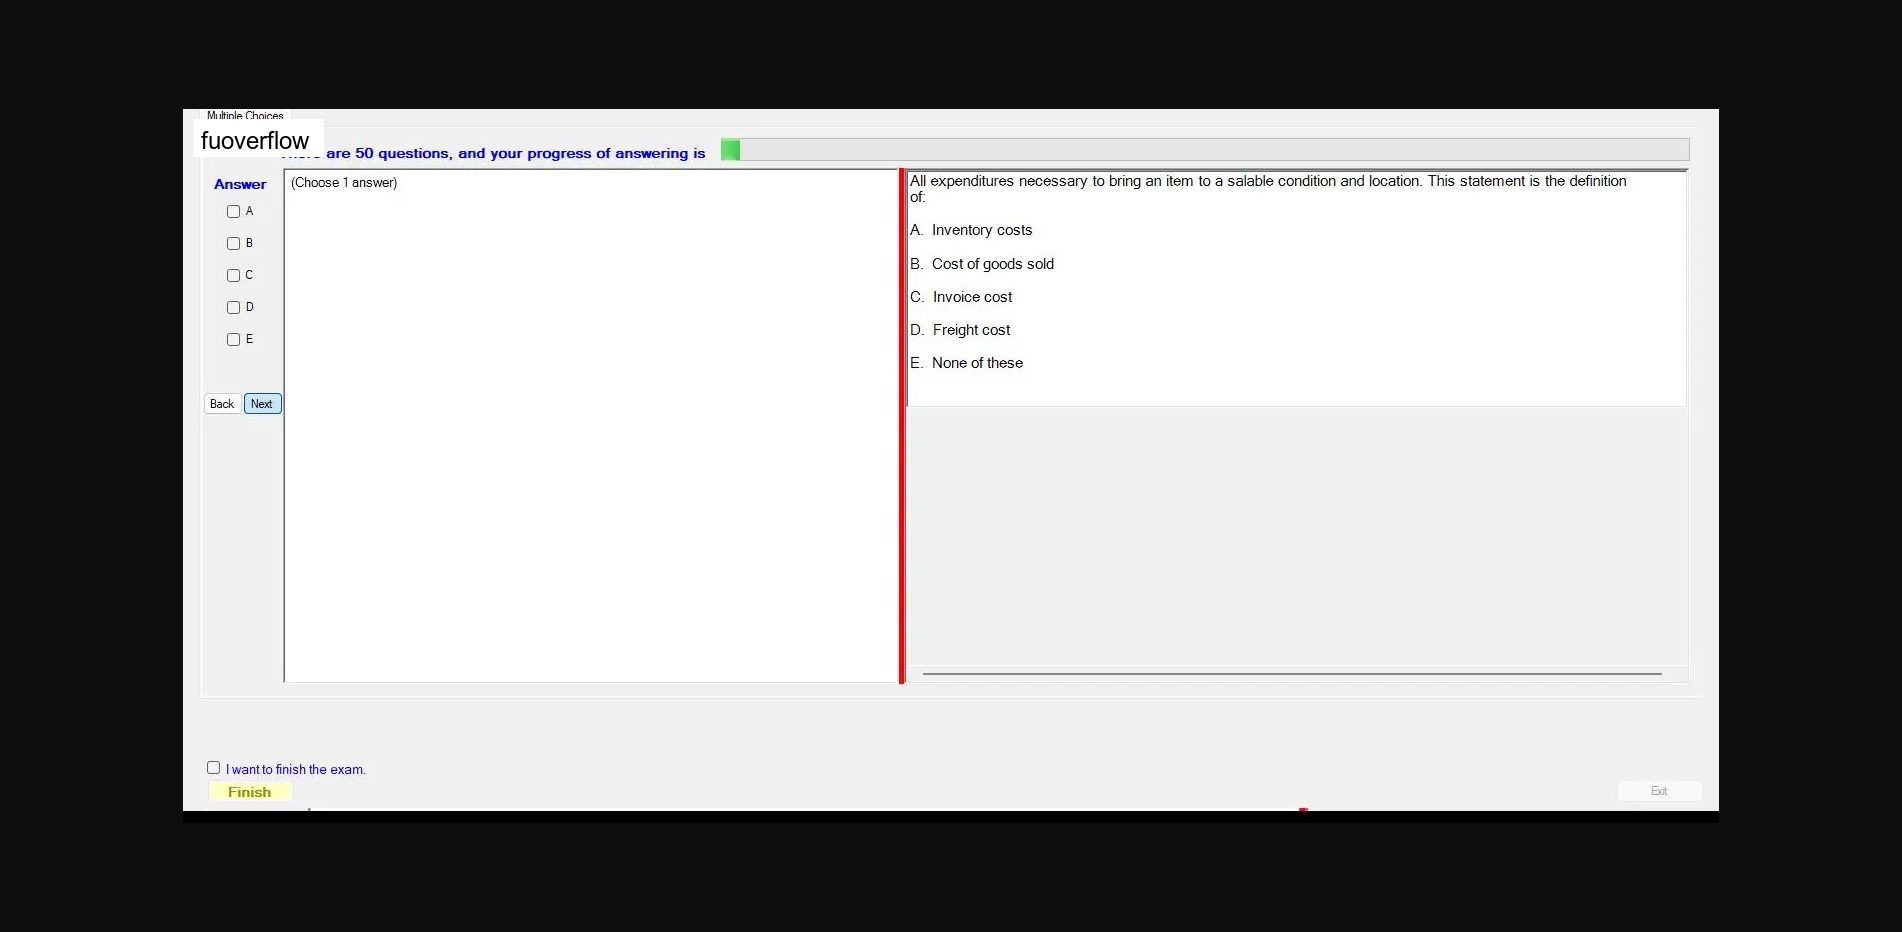 Multiple Choices
fuoverflow
are 50 questions, and your progress of answering is
Answer
(Choose 1 answer)
A
B
C
D
E
Back Next
All expenditures necessary to bring an item to a salable condition and location. This statement is the definition
of:
A. Inventory costs
B. Cost of goods sold
C. Invoice cost
D. Freight cost
E. None of these
I want to finish the exam.
Finish
Exit